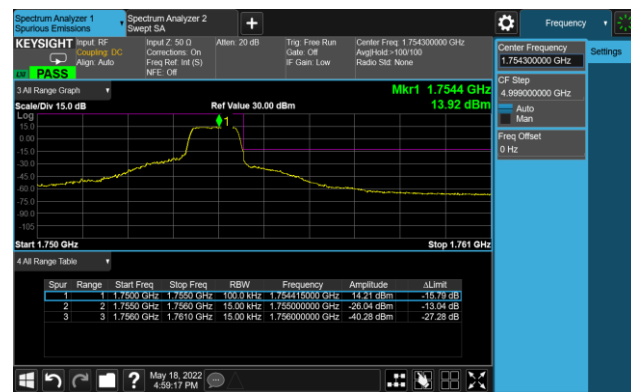 Spectrum Analyzer 1
Spurious Emissions
Spectrum Analyzer 2
Swept SA
+
Frequency
KEYSIGHT
Input: RF
Coupling: DC
Align: Auto
Input Z: 50 Ω
Corrections: On
Freq Ref: Int (S)
NFE: Off
Atten: 20 dB
Trig: Free Run
Gate: Off
IF Gain: Low
Center Freq: 1.754300000 GHz
Avg|Hold:>100/100
Radio Std: None
LXI PASS
Center Frequency
1.754300000 GHz
Settings
CF Step
4.999000000 GHz
Auto
Man
Freq Offset
0 Hz
3 All Range Graph
Mkr1 1.7544 GHz
Scale/Div 15.0 dB
Ref Value 30.00 dBm
13.92 dBm
Log
1
15.0
0.00
-15.0
-30.0
-45.0
-60.0
-75.0
-90.0
-105
Start 1.750 GHz
Stop 1.761 GHz
4 All Range Table
Spur Range Start Freq Stop Freq RBW Frequency Amplitude ΔLimit
1 1 1.7500 GHz 1.7550 GHz 100.0 kHz 1.754415000 GHz 14.21 dBm -15.79 dB
2 2 1.7550 GHz 1.7560 GHz 15.00 kHz 1.755000000 GHz -26.04 dBm -13.04 dB
3 3 1.7560 GHz 1.7610 GHz 15.00 kHz 1.756000000 GHz -40.28 dBm -27.28 dB
?
May 18, 2022
4:59:17 PM